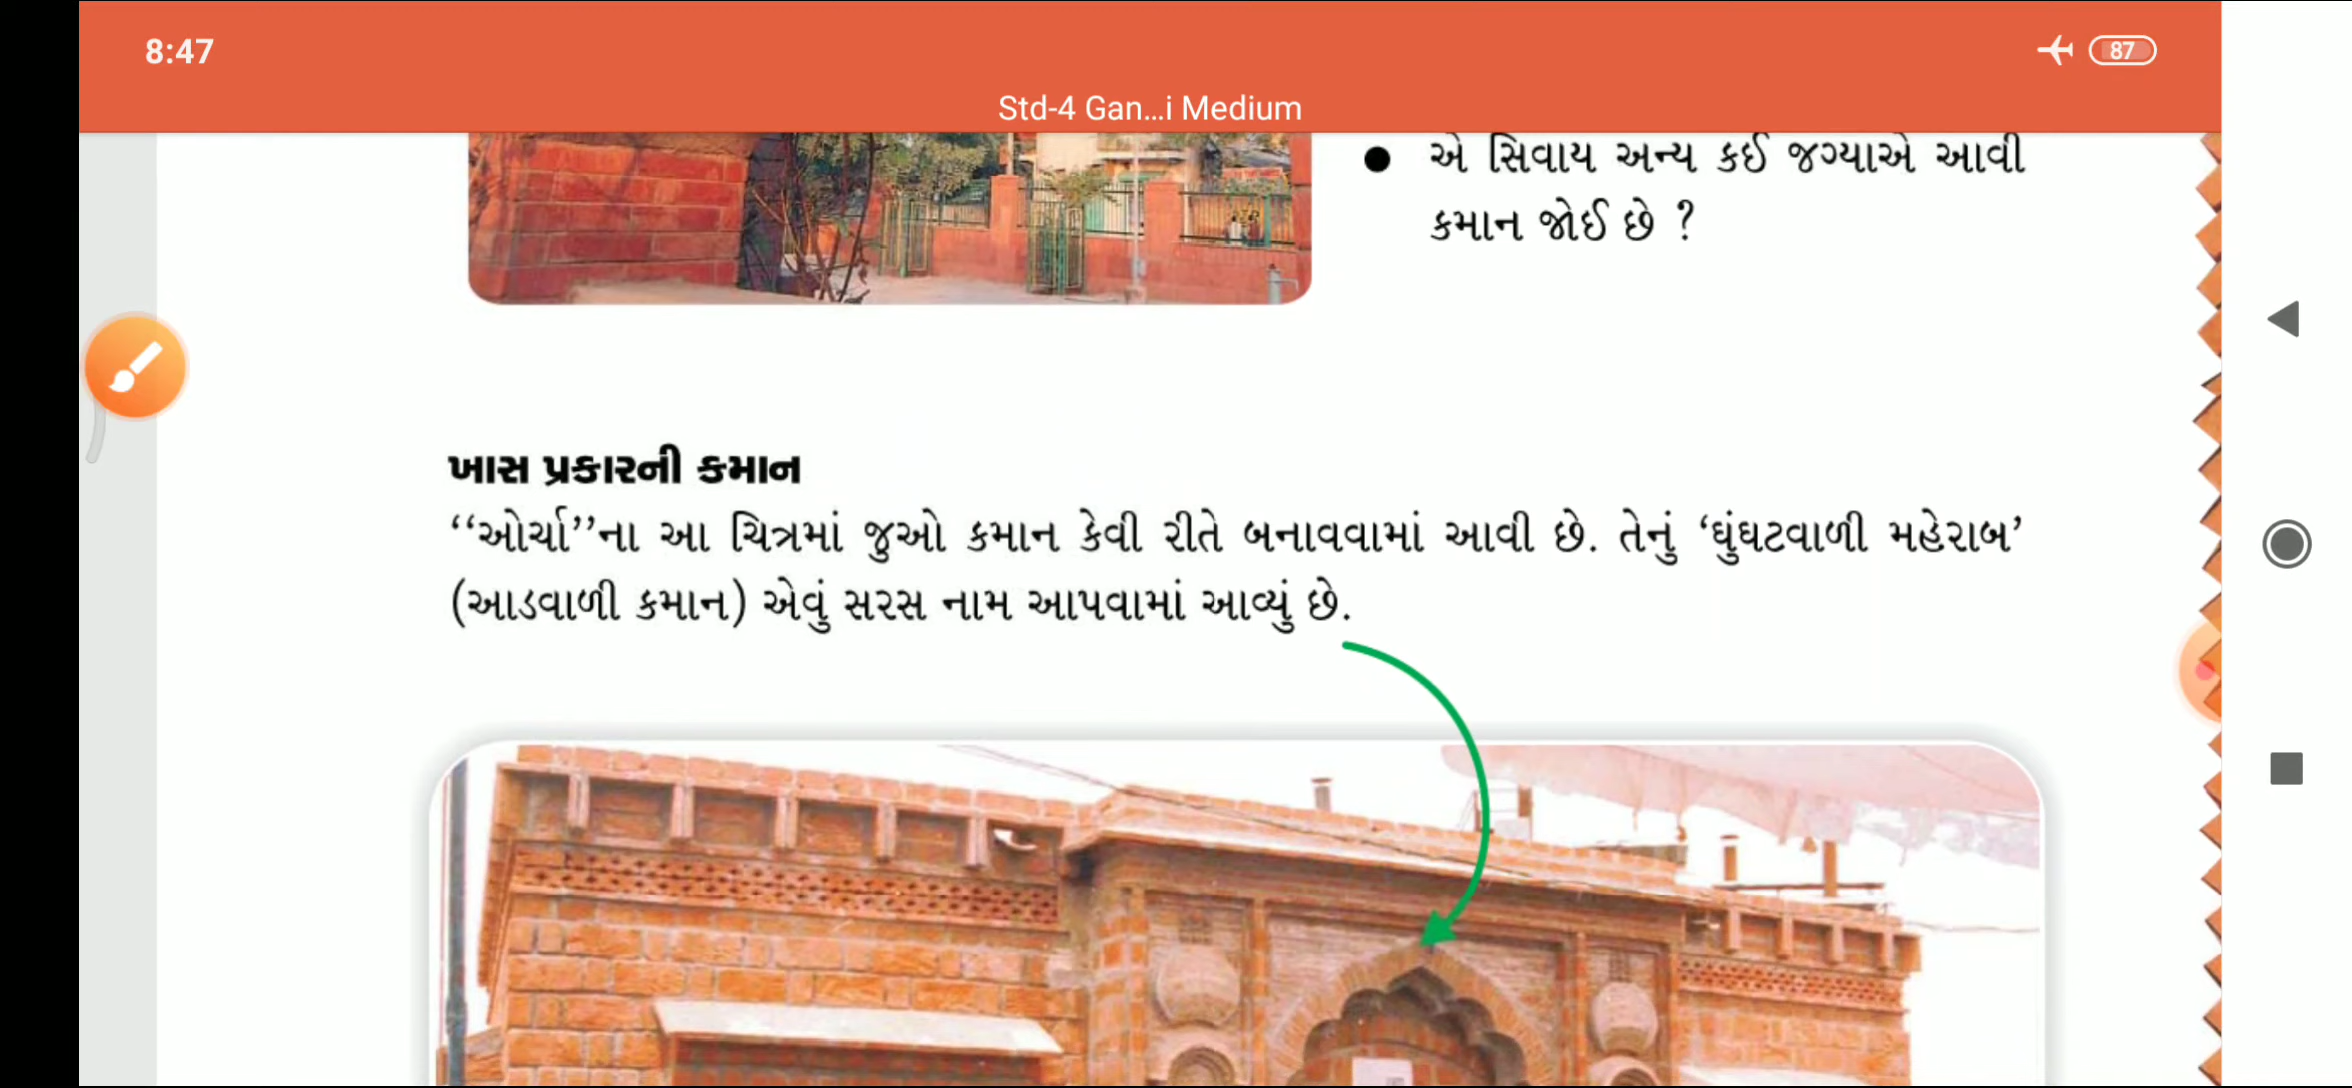 8:47
87
Std-4 Gan...i Medium
● એ સિવાય અન્ય કઈ જગ્યાએ આવી
કમાન જોઈ છે ?
ખાસ પ્રકારની કમાન
‘‘ઓર્ચા’’ના આ ચિત્રમાં જુઓ કમાન કેવી રીતે બનાવવામાં આવી છે. તેનું ‘ઘુંઘટવાળી મહેરાબ’
(આડવાળી કમાન) એવું સરસ નામ આપવામાં આવ્યું છે.